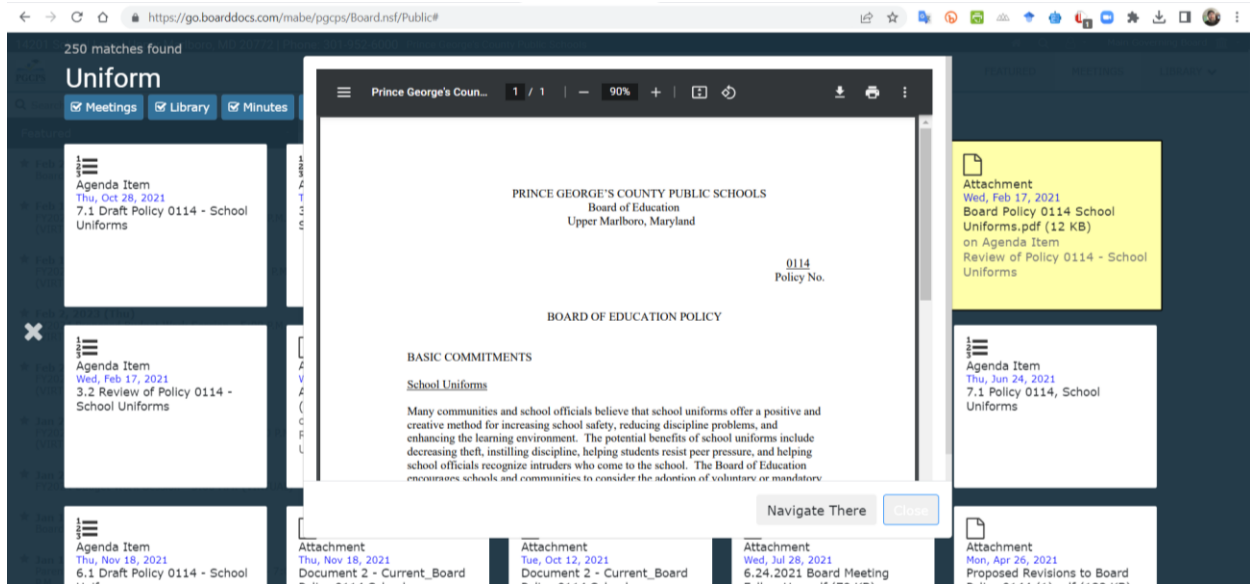 https://go.boarddocs.com/mabe/pgcps/Board.nsf/Public#
250 matches found
Uniform
Meetings
Library
Minutes
Featured
Agenda Item
Thu, Oct 28, 2021
7.1 Draft Policy 0114 - School
Uniforms
Prince George's Coun...
1 / 1
90%
PRINCE GEORGE'S COUNTY PUBLIC SCHOOLS
Board of Education
Upper Marlboro, Maryland
0114
Policy No.
BOARD OF EDUCATION POLICY
BASIC COMMITMENTS
School Uniforms
Many communities and school officials believe that school uniforms offer a positive and
creative method for increasing school safety, reducing discipline problems, and
enhancing the learning environment. The potential benefits of school uniforms include
decreasing theft, instilling discipline, helping students resist peer pressure, and helping
school officials recognize intruders who come to the school. The Board of Education
encourages schools and communities to consider the adoption of voluntary or mandatory
Navigate There
Close
Attachment
Wed, Feb 17, 2021
Board Policy 0114 School
Uniforms.pdf (12 KB)
on Agenda Item
Review of Policy 0114 - School
Uniforms
Feb 2, 2023 (Thu)
Agenda Item
Wed, Feb 17, 2021
3.2 Review of Policy 0114 -
School Uniforms
Agenda Item
Thu, Jun 24, 2021
7.1 Policy 0114, School
Uniforms
Agenda Item
Thu, Nov 18, 2021
6.1 Draft Policy 0114 - School
Attachment
Thu, Nov 18, 2021
Document 2 - Current_Board
Attachment
Tue, Oct 12, 2021
Document 2 - Current_Board
Attachment
Wed, Jul 28, 2021
6.24.2021 Board Meeting
Attachment
Mon, Apr 26, 2021
Proposed Revisions to Board